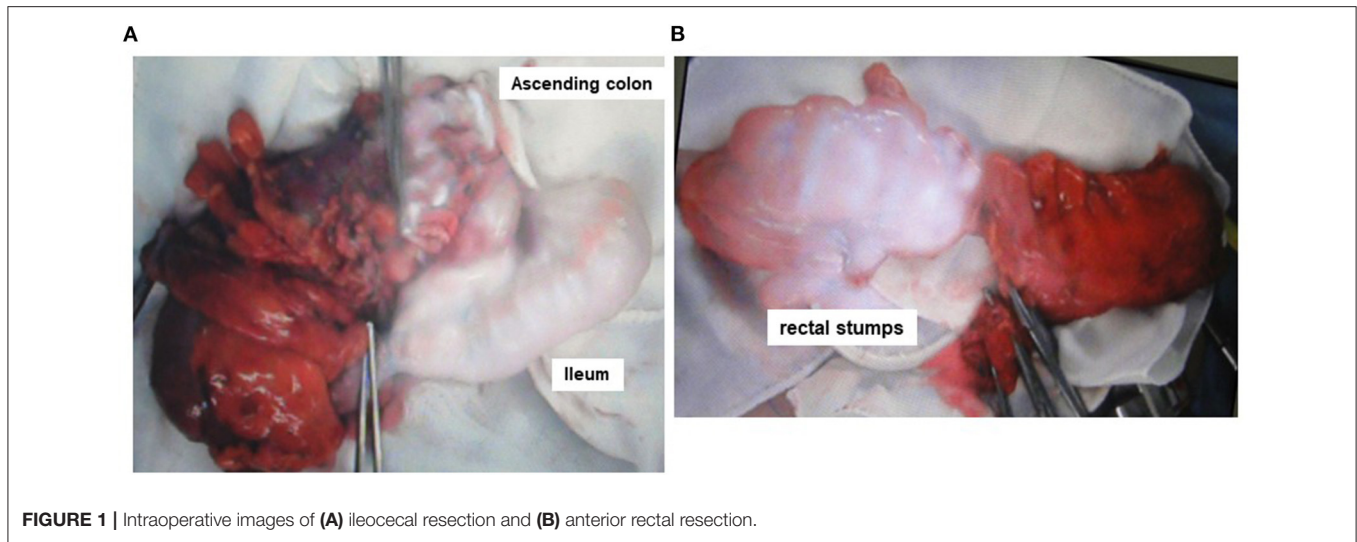 A
B
Ascending colon
Ileum
rectal stumps
FIGURE 1 | Intraoperative images of (A) ileocecal resection and (B) anterior rectal resection.